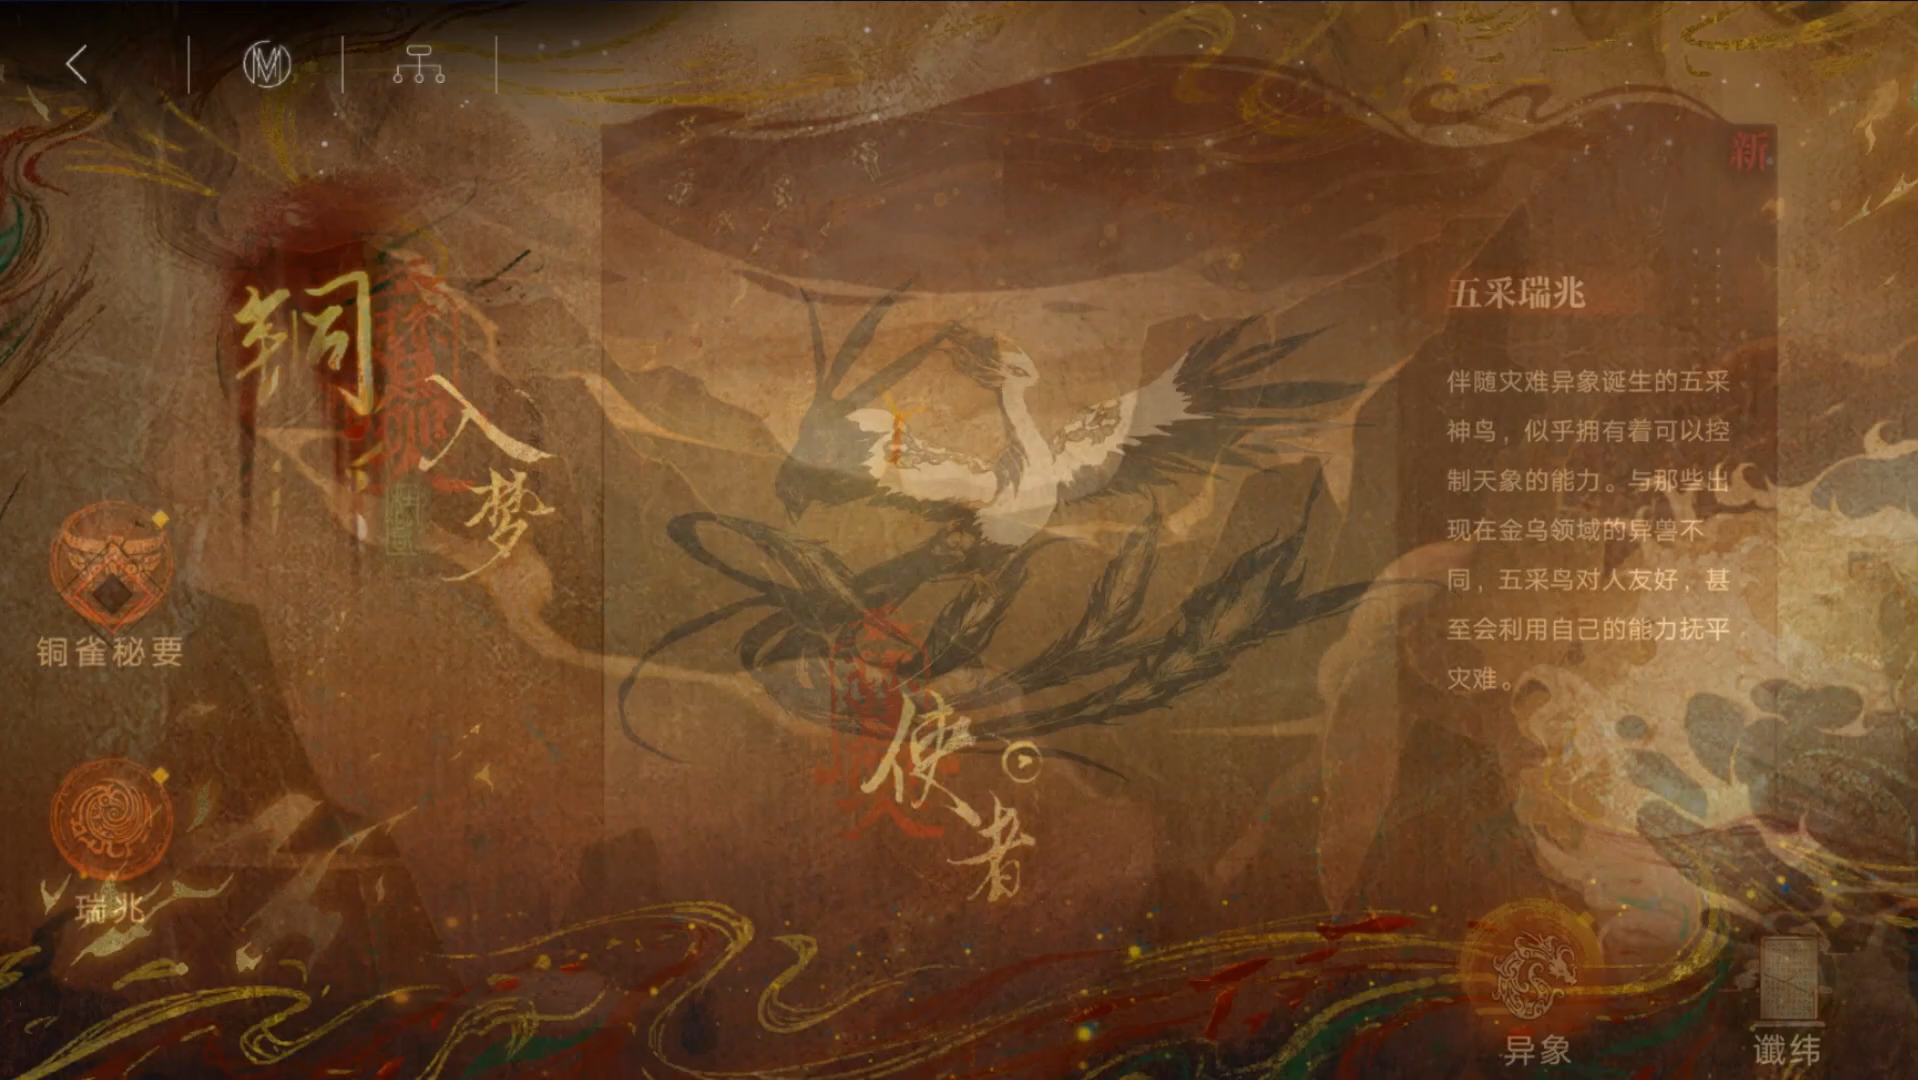 新
铜
入
梦
五采瑞兆
伴随灾难异象诞生的五采
神鸟，似乎拥有着可以控
制天象的能力。与那些出
现在金乌领域的异兽不
同，五采鸟对人友好，甚
至会利用自己的能力抚平
灾难。
铜雀秘要
使
者
瑞兆
异象
谶纬